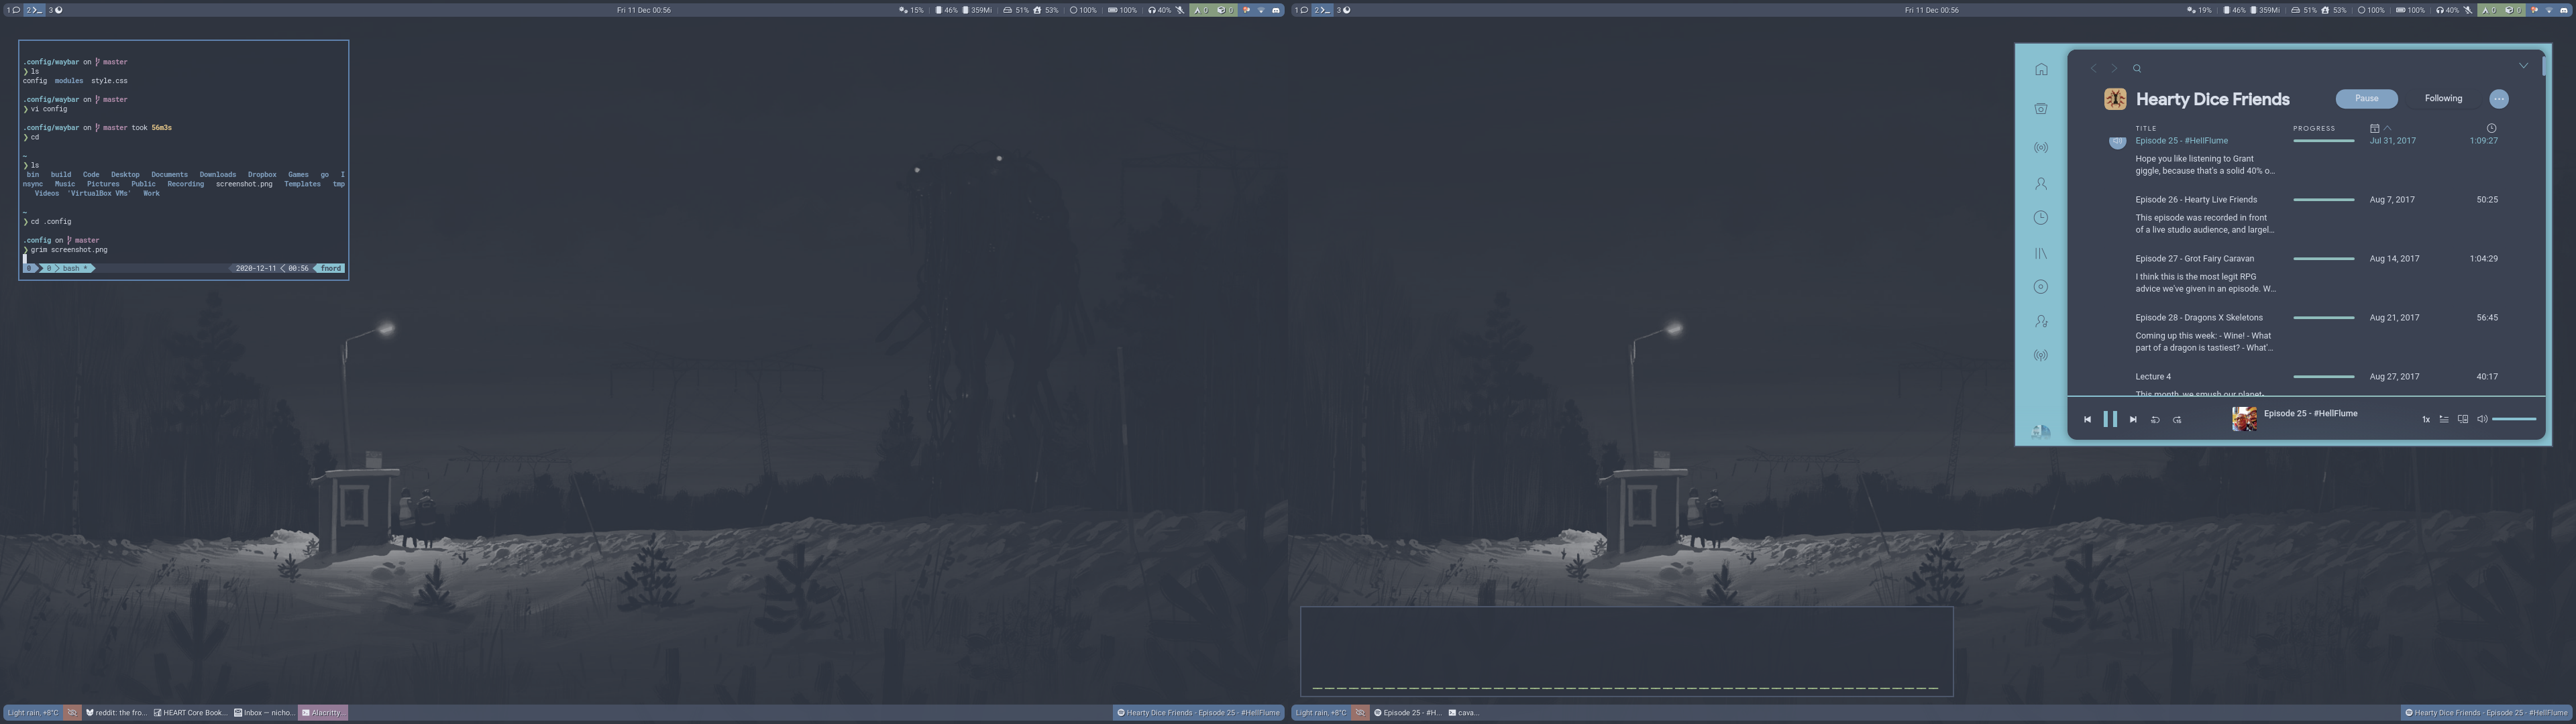 1 2 3 Fri 11 Dec 00:56 15% 46% 359Mi 51% 53% 100% 100% 40% 0 0
.config/waybar on master
❯ ls
config modules style.css
.config/waybar on master
❯ vi config
.config/waybar on master took 56m3s
❯ cd
~
❯ ls
bin build Code Desktop Documents Downloads Dropbox Games go I
nsync Music Pictures Public Recording screenshot.png Templates tmp
Videos 'VirtualBox VMs' Work
~
❯ cd .config
.config on master
❯ grim screenshot.png
0 0 bash * 2020-12-11 00:56 fnord
Light rain, +8°C reddit: the fro... HEART Core Book... Inbox — nicho... Alacritty Hearty Dice Friends - Episode 25 - #HellFlume
1 2 3 Fri 11 Dec 00:56 19% 46% 359Mi 51% 53% 100% 100% 40% 0 0
Hearty Dice Friends Pause Following
TITLE PROGRESS
Episode 25 - #HellFlume Jul 31, 2017 1:09:27
Hope you like listening to Grant
giggle, because that's a solid 40% o...
Episode 26 - Hearty Live Friends Aug 7, 2017 50:25
This episode was recorded in front
of a live studio audience, and largel...
Episode 27 - Grot Fairy Caravan Aug 14, 2017 1:04:29
I think this is the most legit RPG
advice we've given in an episode. W...
Episode 28 - Dragons X Skeletons Aug 21, 2017 56:45
Coming up this week: - Wine! - What
part of a dragon is tastiest? - What'...
Lecture 4 Aug 27, 2017 40:17
This month, we smush our planet-
Episode 25 - #HellFlume 1x
Light rain, +8°C Episode 25 - #H... cava... Hearty Dice Friends - Episode 25 - #HellFlume